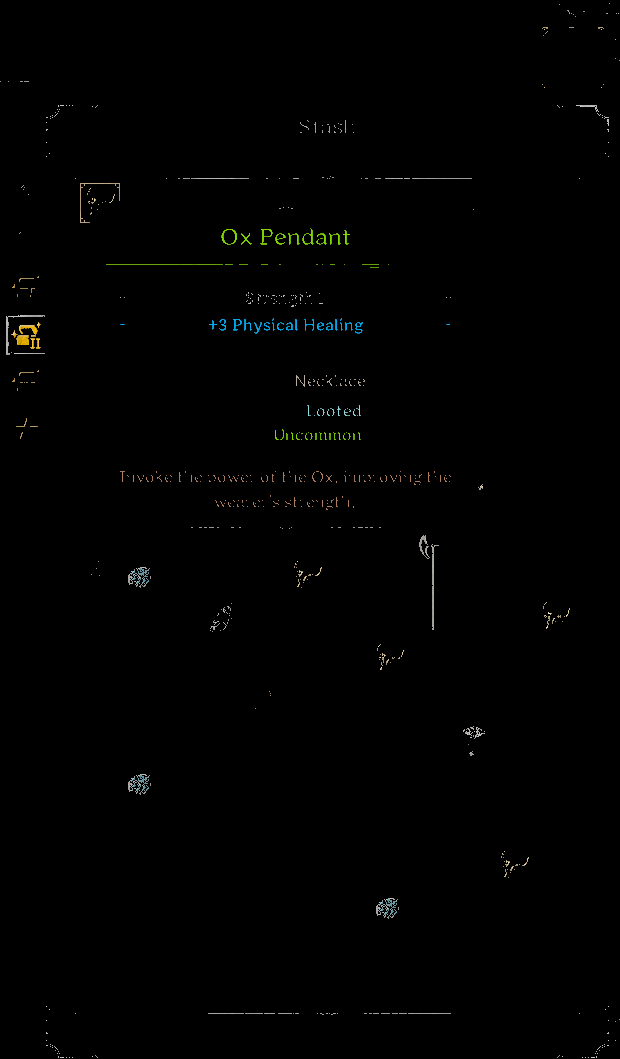 Stash
Ox Pendant
Strength 1
+3 Physical Healing
Necklace
Looted
Uncommon
Invoke the power of the Ox, improving the
wearer's strength.
II